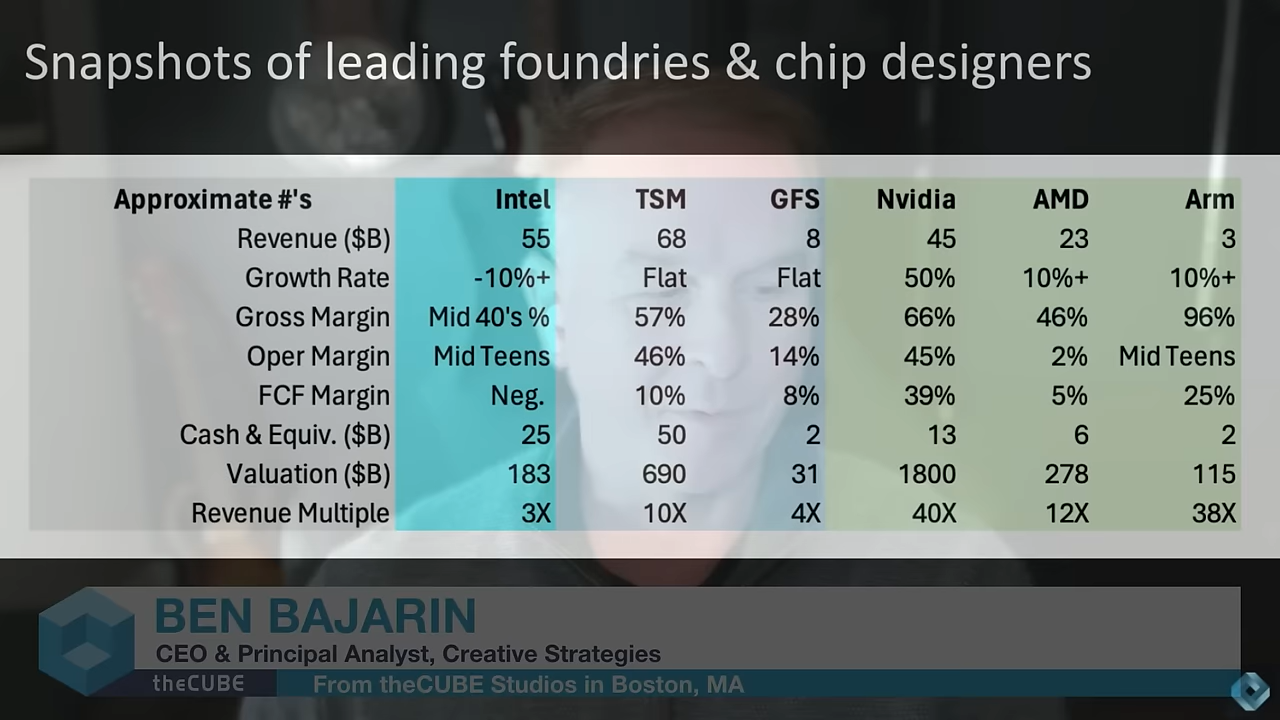 Snapshots of leading foundries & chip designers
Approximate #'s Intel TSM GFS Nvidia AMD Arm
Revenue ($B) 55 68 8 45 23 3
Growth Rate -10%+ Flat Flat 50% 10%+ 10%+
Gross Margin Mid 40's % 57% 28% 66% 46% 96%
Oper Margin Mid Teens 46% 14% 45% 2% Mid Teens
FCF Margin Neg. 10% 8% 39% 5% 25%
Cash & Equiv. ($B) 25 50 2 13 6 2
Valuation ($B) 183 690 31 1800 278 115
Revenue Multiple 3X 10X 4X 40X 12X 38X
BEN BAJARIN
CEO & Principal Analyst, Creative Strategies
theCUBE From theCUBE Studios in Boston, MA